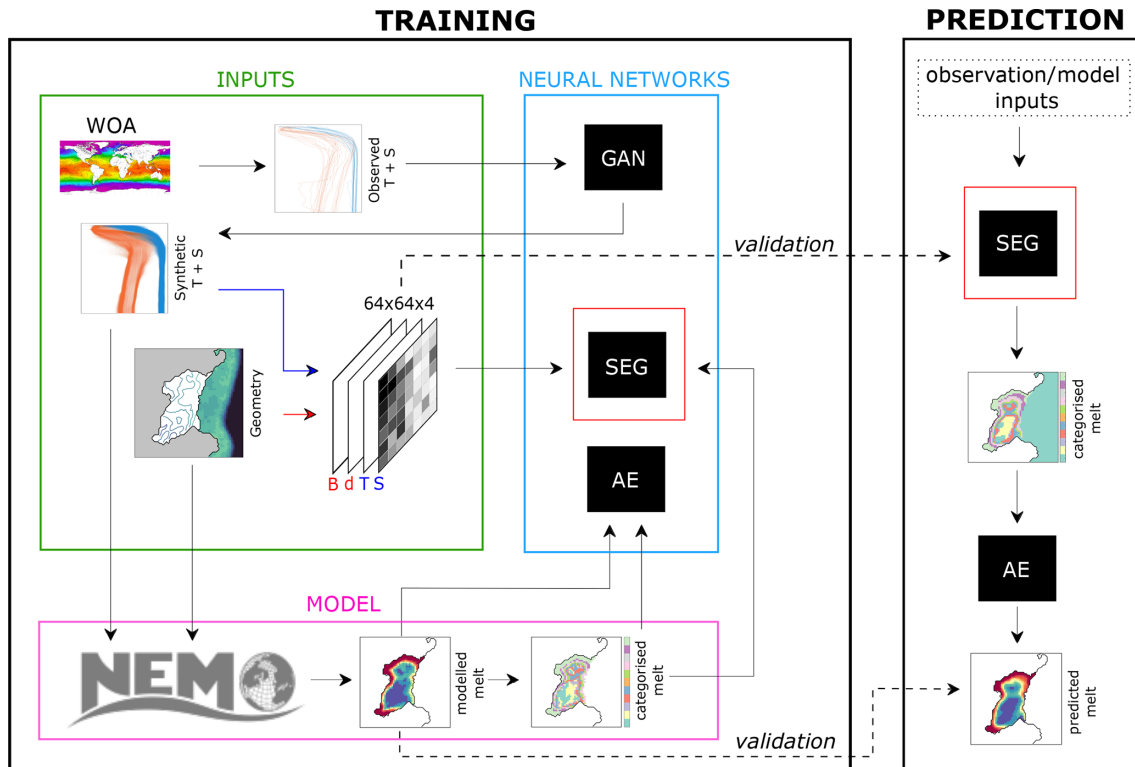 TRAINING
PREDICTION
INPUTS
NEURAL NETWORKS
observation/model
inputs
WOA
Observed
T + S
GAN
Synthetic
T + S
validation
SEG
64x64x4
SEG
Geometry
categorised
melt
B d T S
AE
AE
MODEL
NEMO
modelled
melt
categorised
melt
predicted
melt
validation